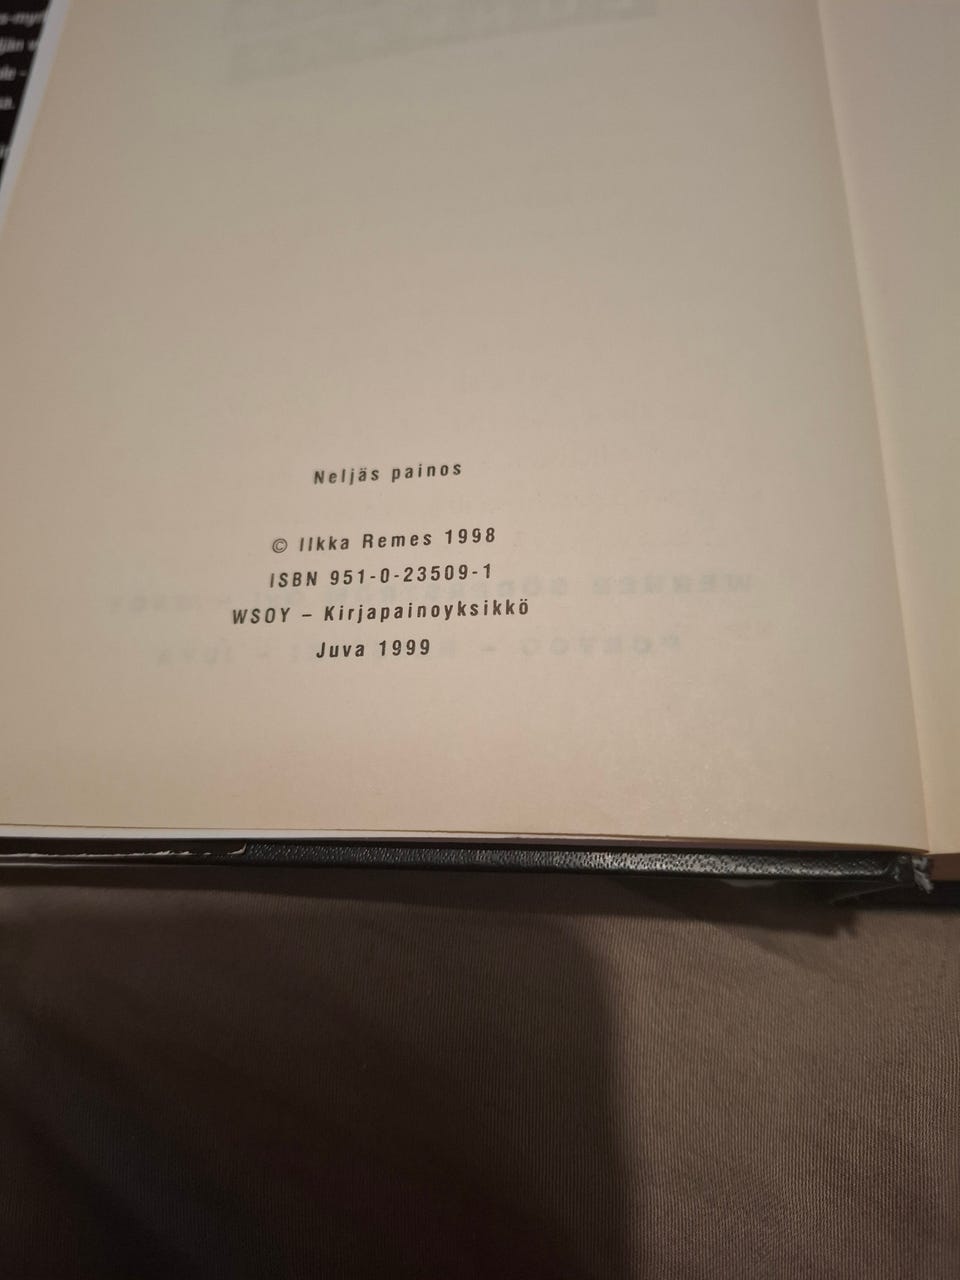 Neljäs painos
© Ilkka Remes 1998
ISBN 951-0-23509-1
WSOY – Kirjapainoyksikkö
Juva 1999